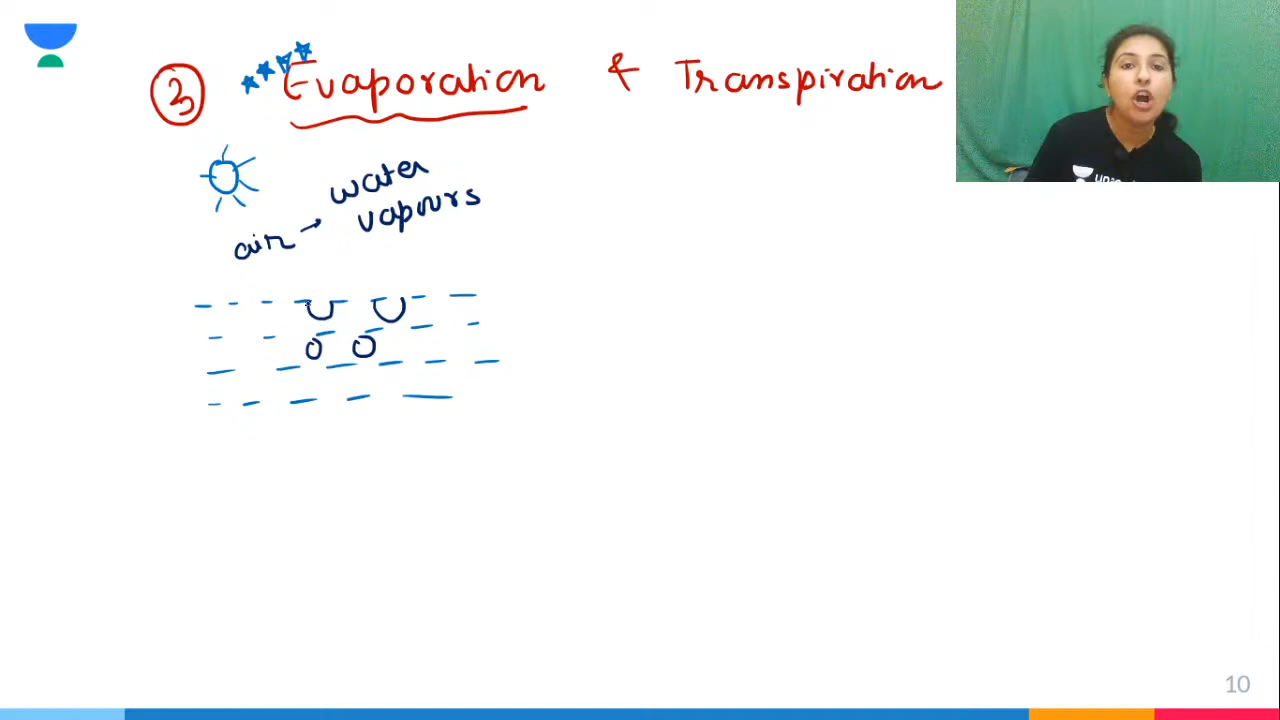 ③ Evaporation & Transpiration
water
vapours
air →
10